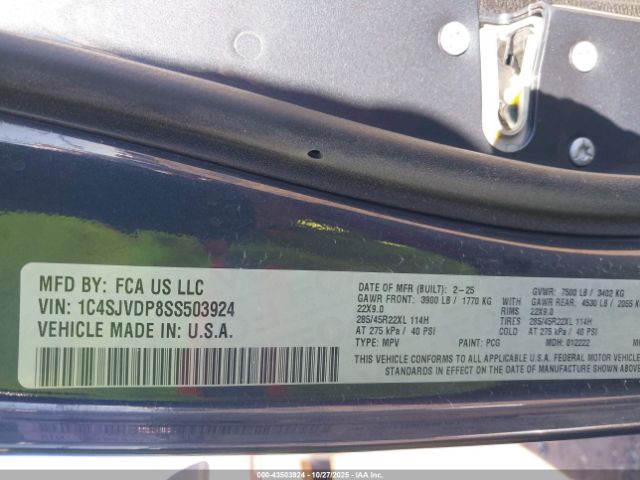 MFD BY: FCA US LLC
VIN: 1C4SJVDP8SS503924
VEHICLE MADE IN: U.S.A.
DATE OF MFR (BUILT): 2-25
GVWR: 7500 LB / 3402 KG
GAWR FRONT: 3900 LB / 1770 KG
GAWR REAR: 4530 LB / 2055 KG
22X9.0
RIMS
22X9.0
285/45R22XL 114H
TIRES
285/45R22XL 114H
AT 275 kPa / 40 PSI
COLD
AT 275 kPa / 40 PSI
TYPE: MPV
PAINT: PCG
MDH: 012222
THIS VEHICLE CONFORMS TO ALL APPLICABLE U.S.A. FEDERAL MOTOR VEHICLE
STANDARDS IN EFFECT ON THE DATE OF MANUFACTURE SHOWN ABOVE
000-43503924 - 10/27/2025 - IAAI.COM